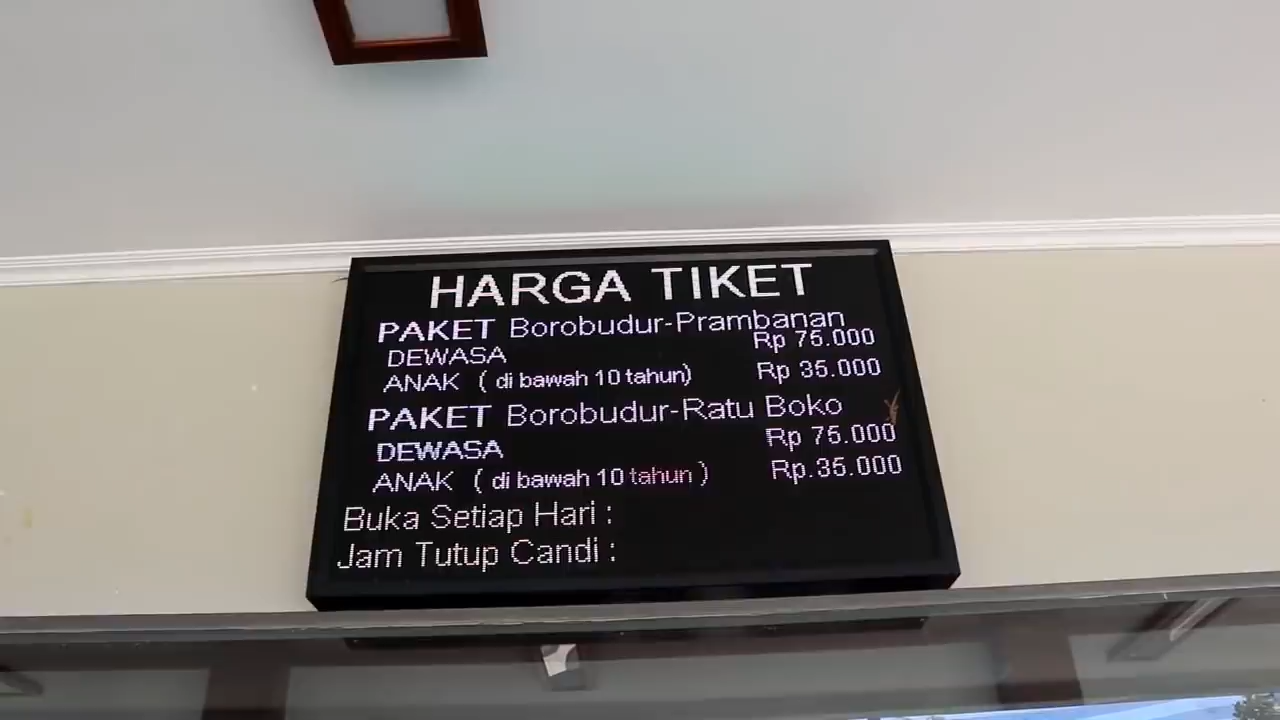 HARGA TIKET
PAKET Borobudur-Prambanan
DEWASA Rp 75.000
ANAK ( di bawah 10 tahun) Rp 35.000
PAKET Borobudur-Ratu Boko
DEWASA Rp 75.000
ANAK ( di bawah 10 tahun ) Rp.35.000
Buka Setiap Hari :
Jam Tutup Candi :